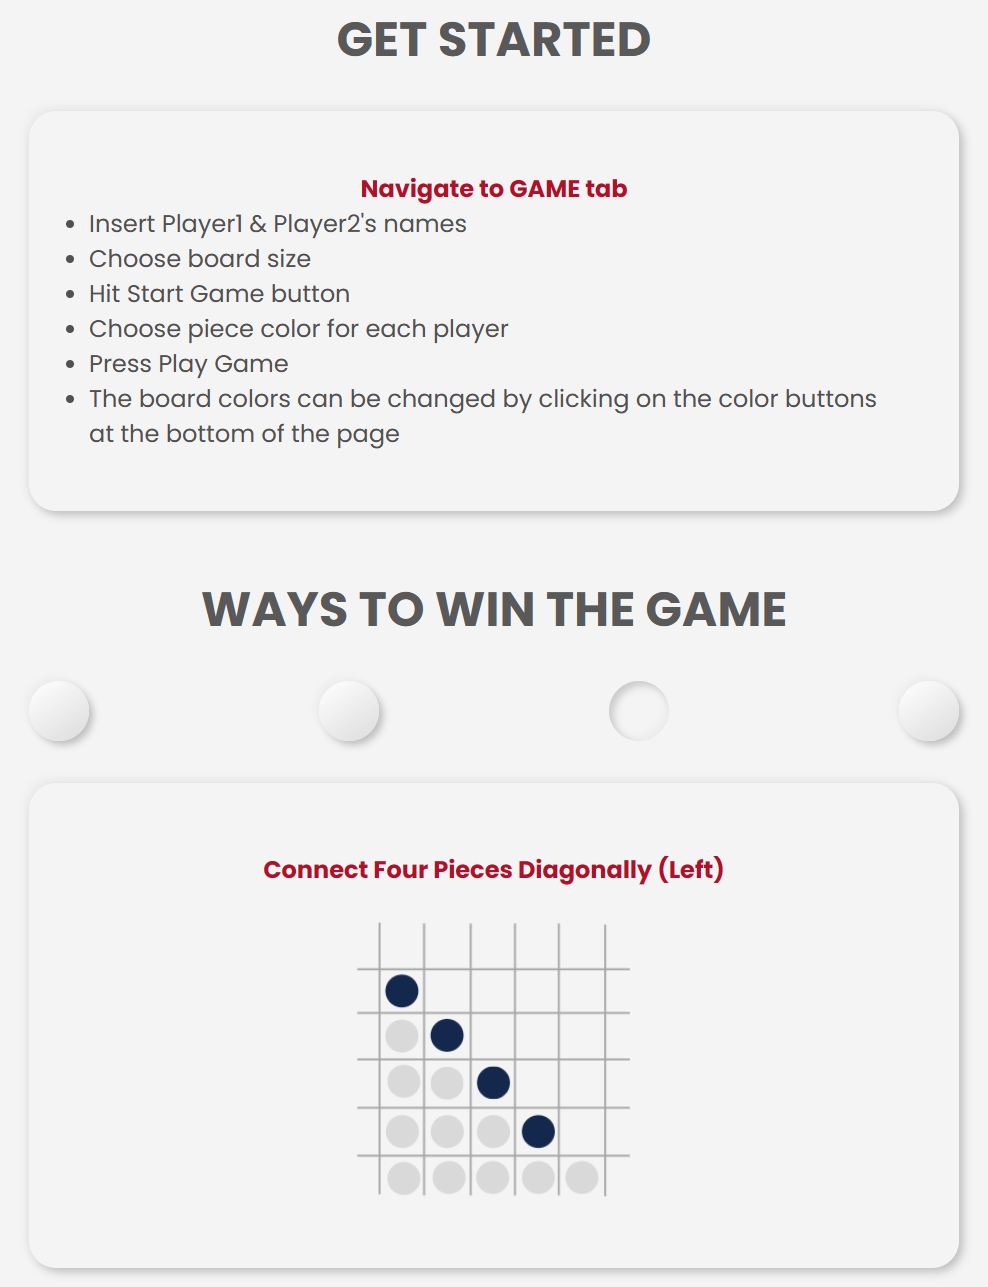 GET STARTED
Navigate to GAME tab
Insert Player1 & Player2's names
Choose board size
Hit Start Game button
Choose piece color for each player
Press Play Game
The board colors can be changed by clicking on the color buttons
at the bottom of the page
WAYS TO WIN THE GAME
Connect Four Pieces Diagonally (Left)